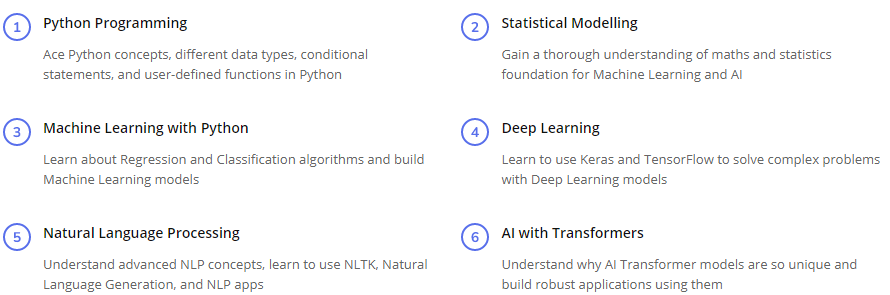 1
Python Programming
Ace Python concepts, different data types, conditional
statements, and user-defined functions in Python
2
Statistical Modelling
Gain a thorough understanding of maths and statistics
foundation for Machine Learning and AI
3
Machine Learning with Python
Learn about Regression and Classification algorithms and build
Machine Learning models
4
Deep Learning
Learn to use Keras and TensorFlow to solve complex problems
with Deep Learning models
5
Natural Language Processing
Understand advanced NLP concepts, learn to use NLTK, Natural
Language Generation, and NLP apps
6
AI with Transformers
Understand why AI Transformer models are so unique and
build robust applications using them